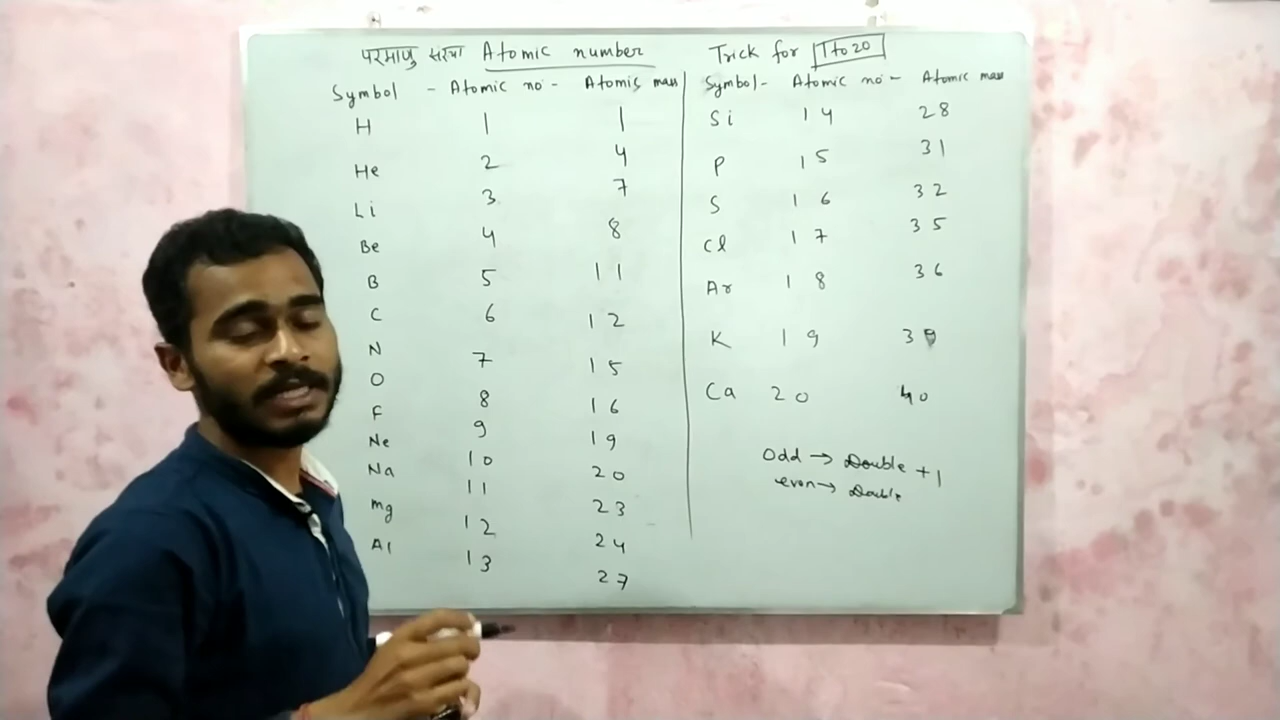 परमाणु सख्या Atomic number
Symbol - Atomic no - Atomic mass
H 1 1
He 2 4
Li 3 7
Be 4 8
B 5 11
C 6 12
N 7 15
O 8 16
F 9 19
Ne 10 20
Na 11 23
Mg 12 24
Al 13 27
Trick for 1 to 20
Symbol - Atomic no - Atomic mass
Si 14 28
P 15 31
S 16 32
Cl 17 35
Ar 18 36
K 19 39
Ca 20 40
Odd → Double + 1
even → Double